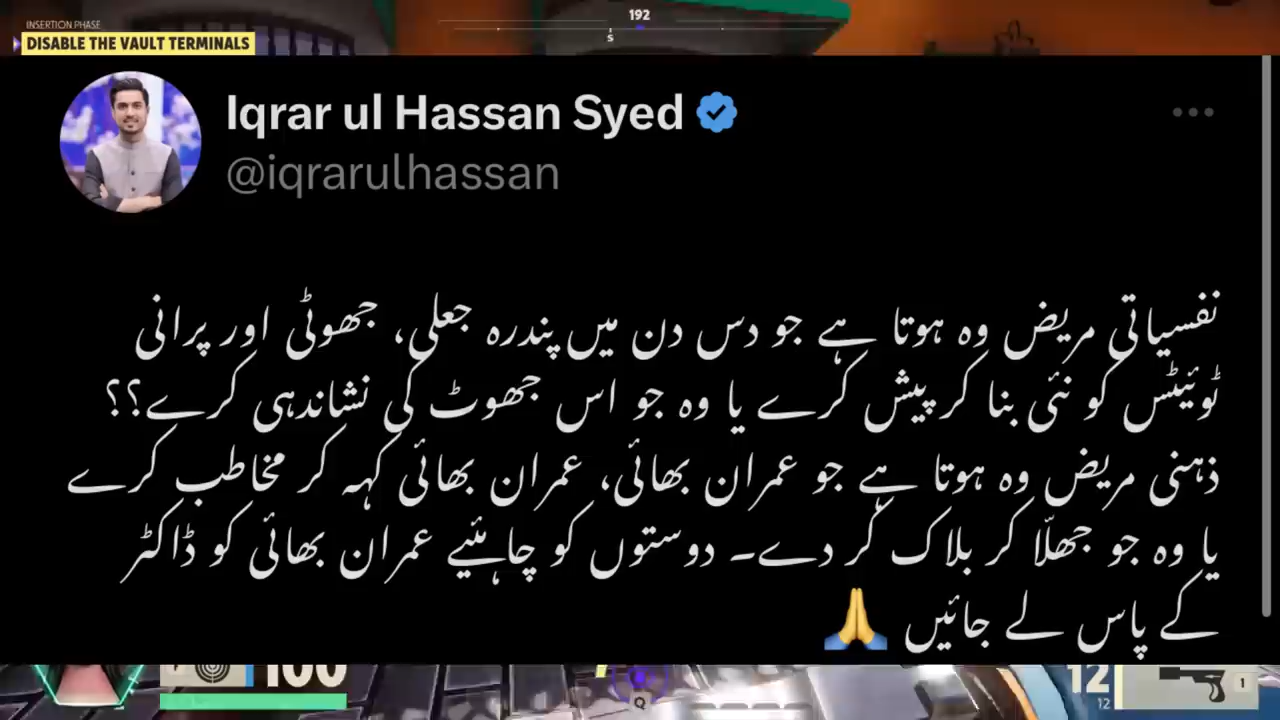 INSERTION PHASE
DISABLE THE VAULT TERMINALS
192
S
Iqrar ul Hassan Syed
@iqrarulhassan
نفسیاتی مریض وہ ہوتا ہے جو دس دن میں پندرہ جعلی، جھوٹی اور پرانی
ٹوئیٹس کو نئی بنا کر پیش کرے یا وہ جو اس جھوٹ کی نشاندہی کرے؟؟
ذہنی مریض وہ ہوتا ہے جو عمران بھائی، عمران بھائی کہہ کر مخاطب کرے
یا وہ جو جھلّا کر بلاک کر دے۔ دوستوں کو چاہئیے عمران بھائی کو ڈاکٹر
کے پاس لے جائیں 🙏
100
Q
12
12
1